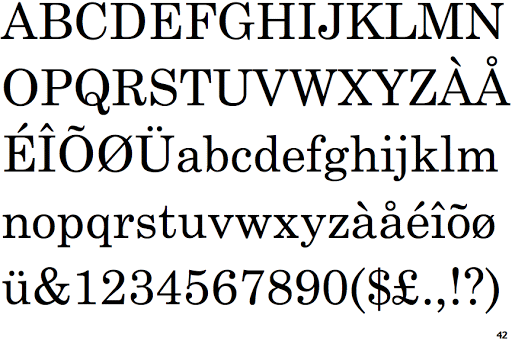 ABCDEFGHIJKLMN
OPQRSTUVWXYZÀÅ
ÉÎÕØÜabcdefghijklm
nopqrstuvwxyzàåéîõø
ü&1234567890($£.,!?)
42